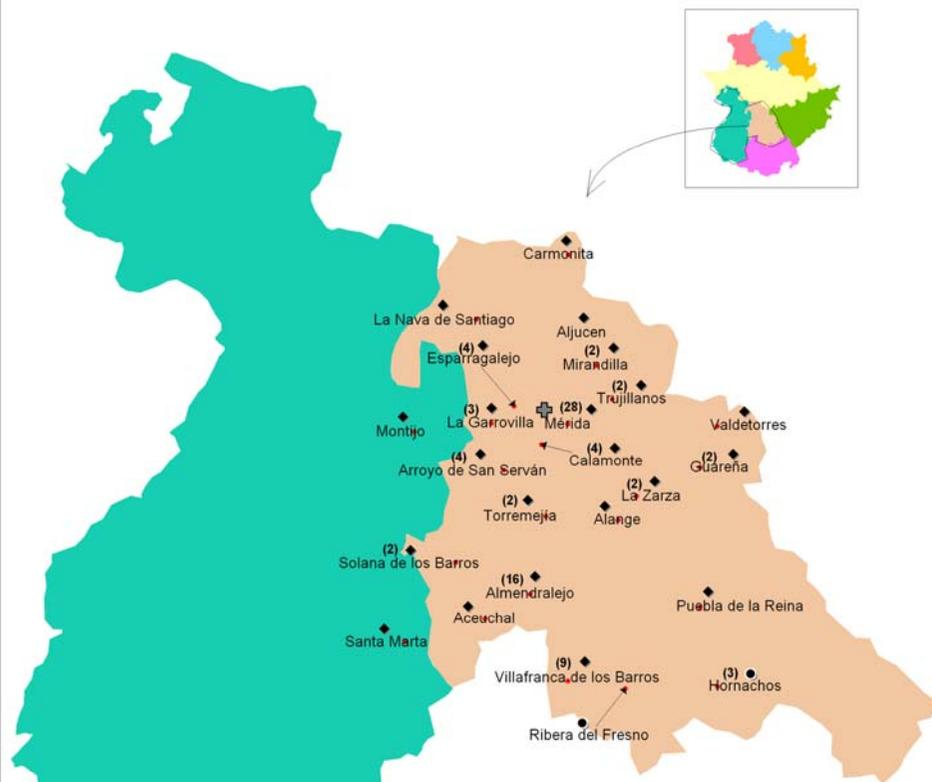 Carmonita
La Nava de Santiago
Aljucen
(4)
Esparragalejo
(2)
Mirandilla
(2)
Trujillanos
(3)
La Garrovilla
(28)
Mérida
Valdetorres
Montijo
(4)
Arroyo de San Serván
(4)
Calamonte
(2)
Guareña
(2)
La Zarza
(2)
Torremejía
Alange
(2)
Solana de los Barros
(16)
Almendralejo
Puebla de la Reina
Aceuchal
Santa Marta
(9)
Villafranca de los Barros
(3)
Hornachos
Ribera del Fresno